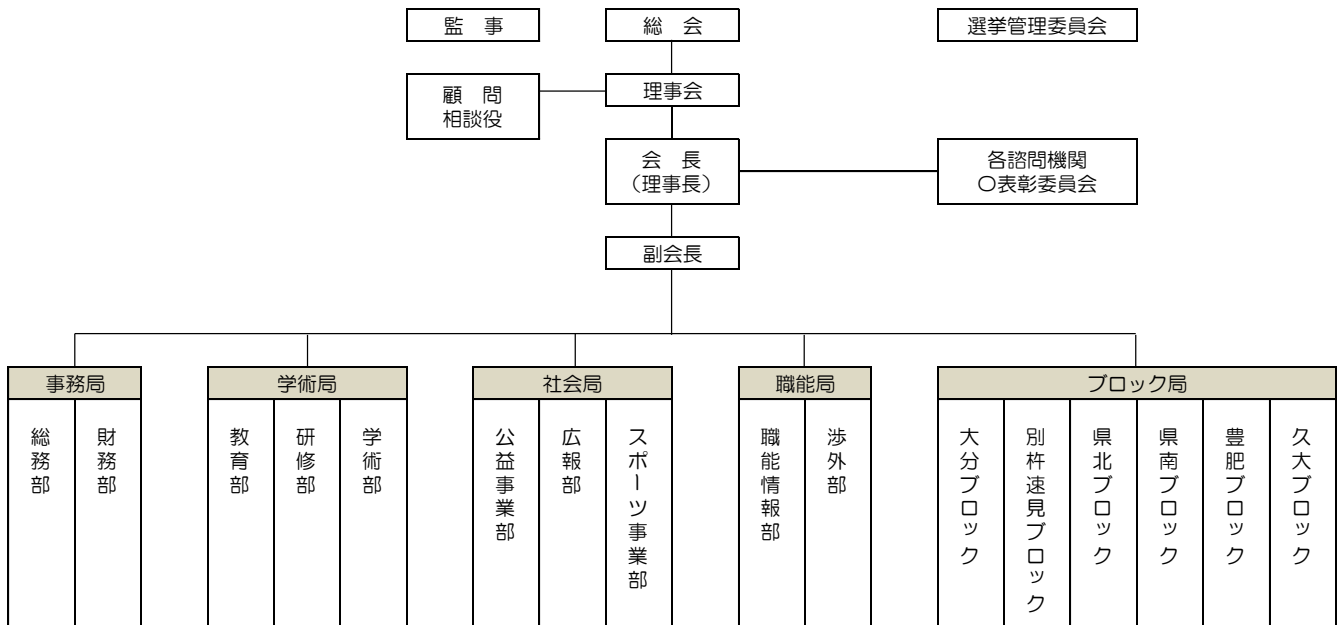 監　事
総　会
選挙管理委員会
顧　問
相談役
理事会
会　長
（理事長）
各諮問機関
〇表彰委員会
副会長
事務局
総務部
財務部
学術局
教育部
研修部
学術部
社会局
公益事業部
広報部
スポーツ事業部
職能局
職能情報部
渉外部
ブロック局
大分ブロック
別杵速見ブロック
県北ブロック
県南ブロック
豊肥ブロック
久大ブロック